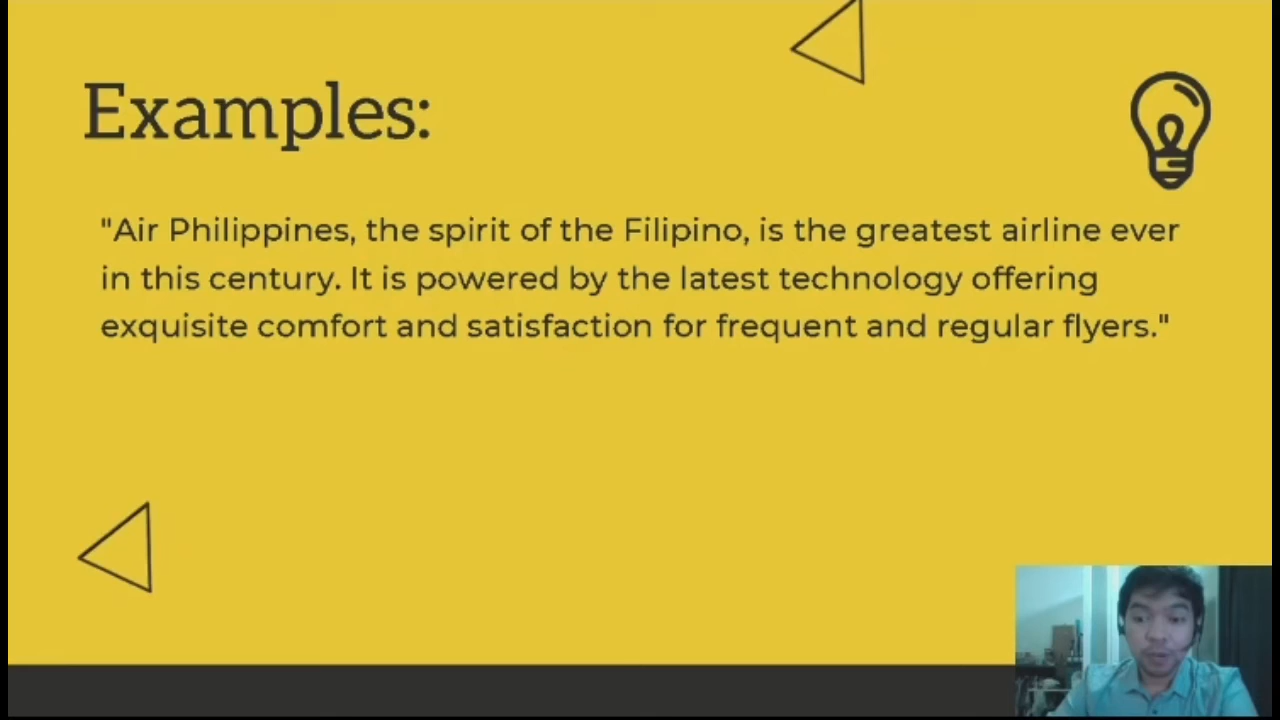 Examples:
"Air Philippines, the spirit of the Filipino, is the greatest airline ever
in this century. It is powered by the latest technology offering
exquisite comfort and satisfaction for frequent and regular flyers."